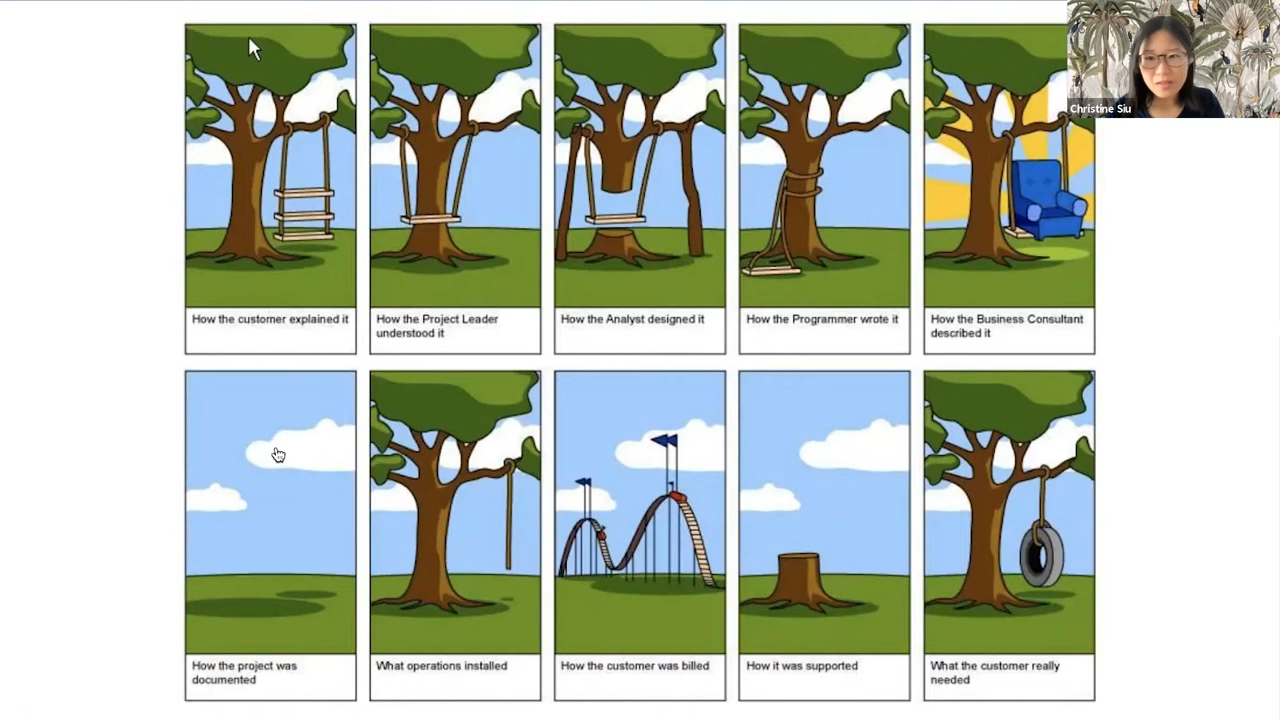 Christine Siu
How the customer explained it
How the Project Leader
understood it
How the Analyst designed it
How the Programmer wrote it
How the Business Consultant
described it
How the project was
documented
What operations installed
How the customer was billed
How it was supported
What the customer really
needed